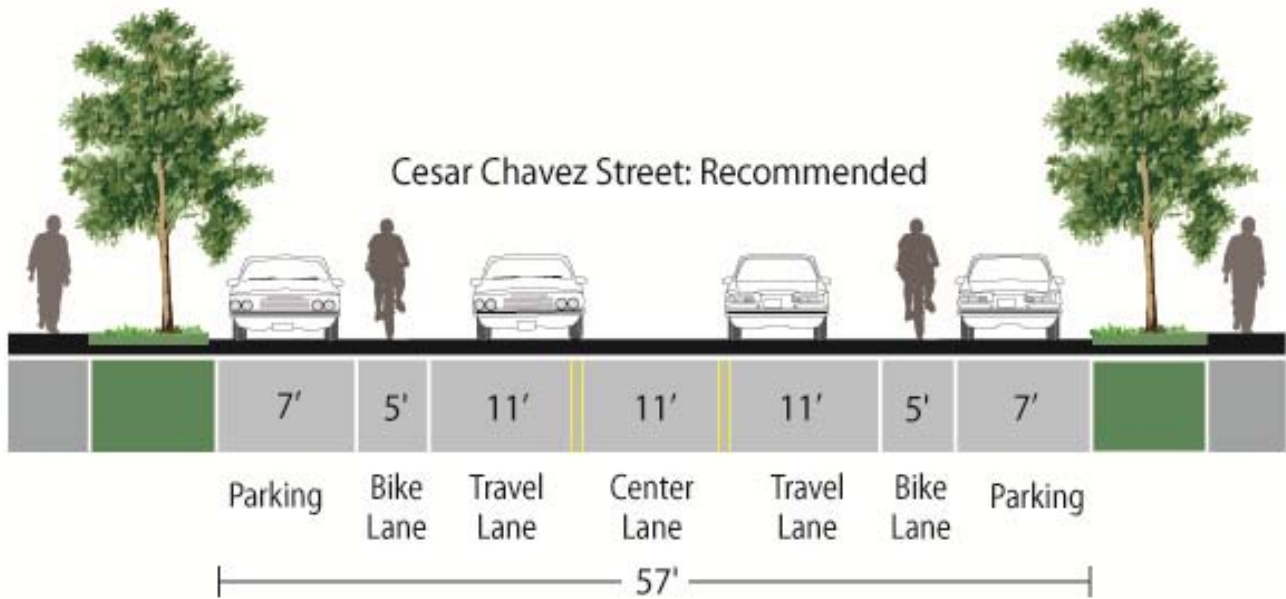 Cesar Chavez Street: Recommended
7′ 5' 11′ 11′ 11′ 5' 7′
Parking Bike Lane Travel Lane Center Lane Travel Lane Bike Lane Parking
57'